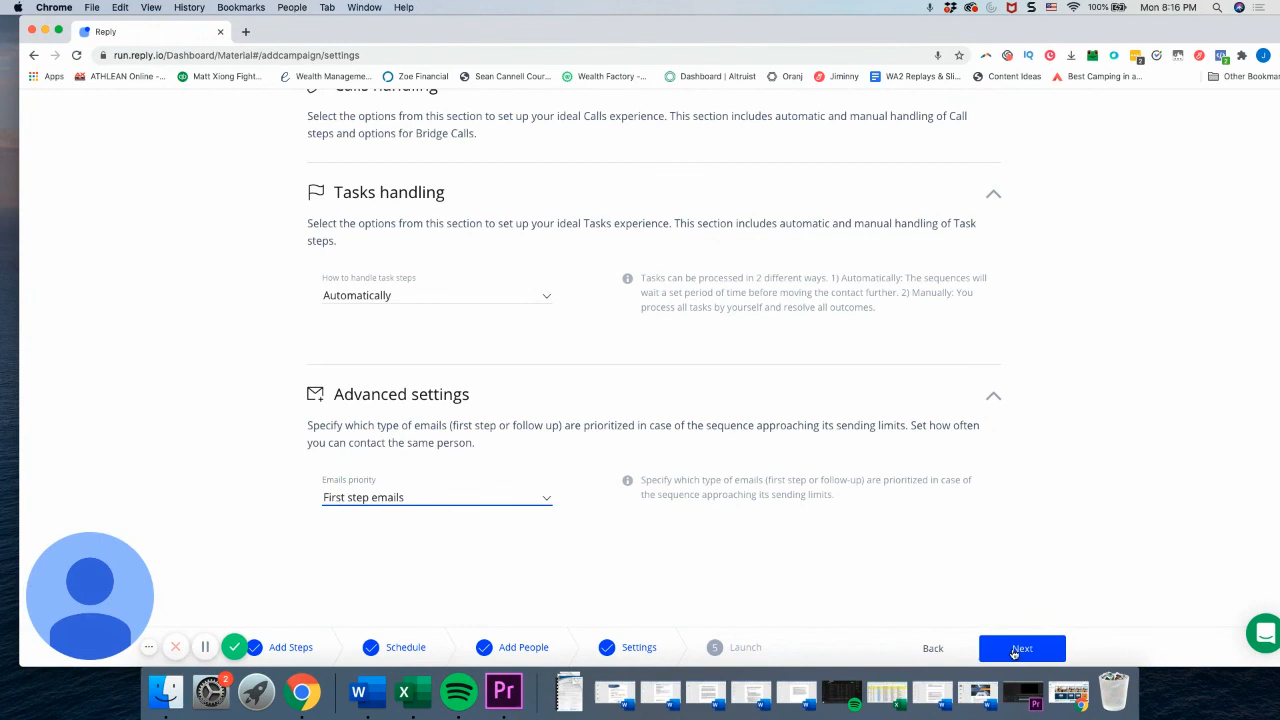 Chrome File Edit View History Bookmarks People Tab Window Help 100% Mon 8:16 PM
Reply
run.reply.io/Dashboard/Material#/addcampaign/settings
Apps ATHLEAN Online -... Matt Xiong Fight... Wealth Manageme... Zoe Financial Sean Cannell Cour... Wealth Factory -... Dashboard | Altruist Oranj Jiminny WA2 Replays & Sli... Content Ideas Best Camping in a... Other Bookma
Calls handling
Select the options from this section to set up your ideal Calls experience. This section includes automatic and manual handling of Call
steps and options for Bridge Calls.
Tasks handling
Select the options from this section to set up your ideal Tasks experience. This section includes automatic and manual handling of Task
steps.
How to handle task steps
Automatically
Tasks can be processed in 2 different ways. 1) Automatically: The sequences will
wait a set period of time before moving the contact further. 2) Manually: You
process all tasks by yourself and resolve all outcomes.
Advanced settings
Specify which type of emails (first step or follow up) are prioritized in case of the sequence approaching its sending limits. Set how often
you can contact the same person.
Emails priority
First step emails
Specify which type of emails (first step or follow-up) are prioritized in case of
the sequence approaching its sending limits.
Add Steps Schedule Add People Settings 5 Launch Back Next
2 W X Pr